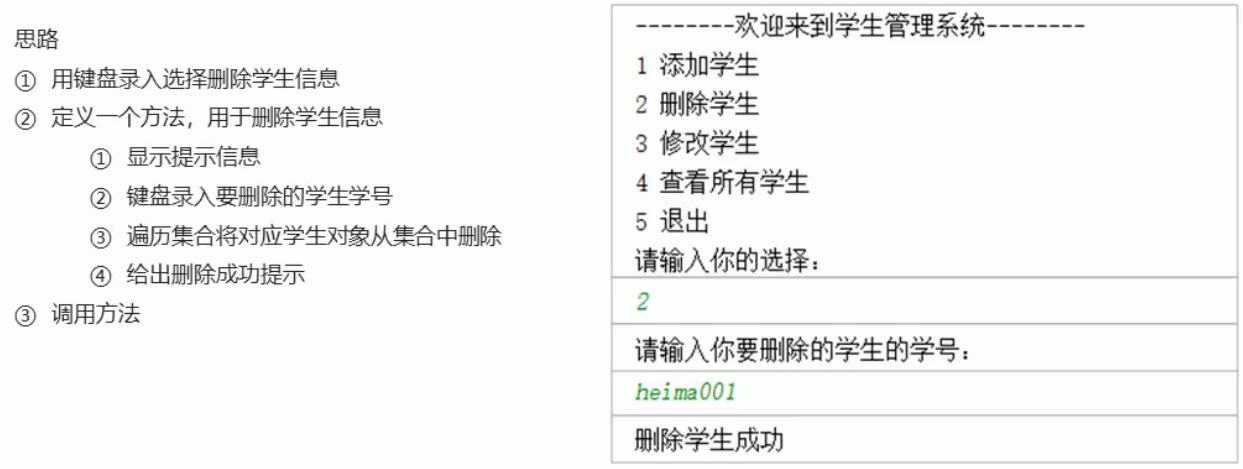 思路
① 用键盘录入选择删除学生信息
② 定义一个方法，用于删除学生信息
① 显示提示信息
② 键盘录入要删除的学生学号
③ 遍历集合将对应学生对象从集合中删除
④ 给出删除成功提示
③ 调用方法
--------欢迎来到学生管理系统--------
1 添加学生
2 删除学生
3 修改学生
4 查看所有学生
5 退出
请输入你的选择：
2
请输入你要删除的学生的学号：
heima001
删除学生成功